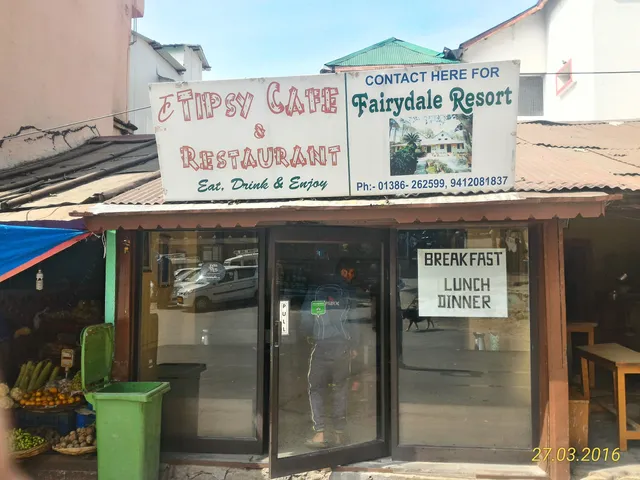 eTIPSY CAFE
&
RESTAURANT
Eat, Drink & Enjoy
CONTACT HERE FOR
Fairydale Resort
Ph:- 01386- 262599, 9412081837
BREAKFAST
LUNCH
DINNER
PULL
27.03.2016